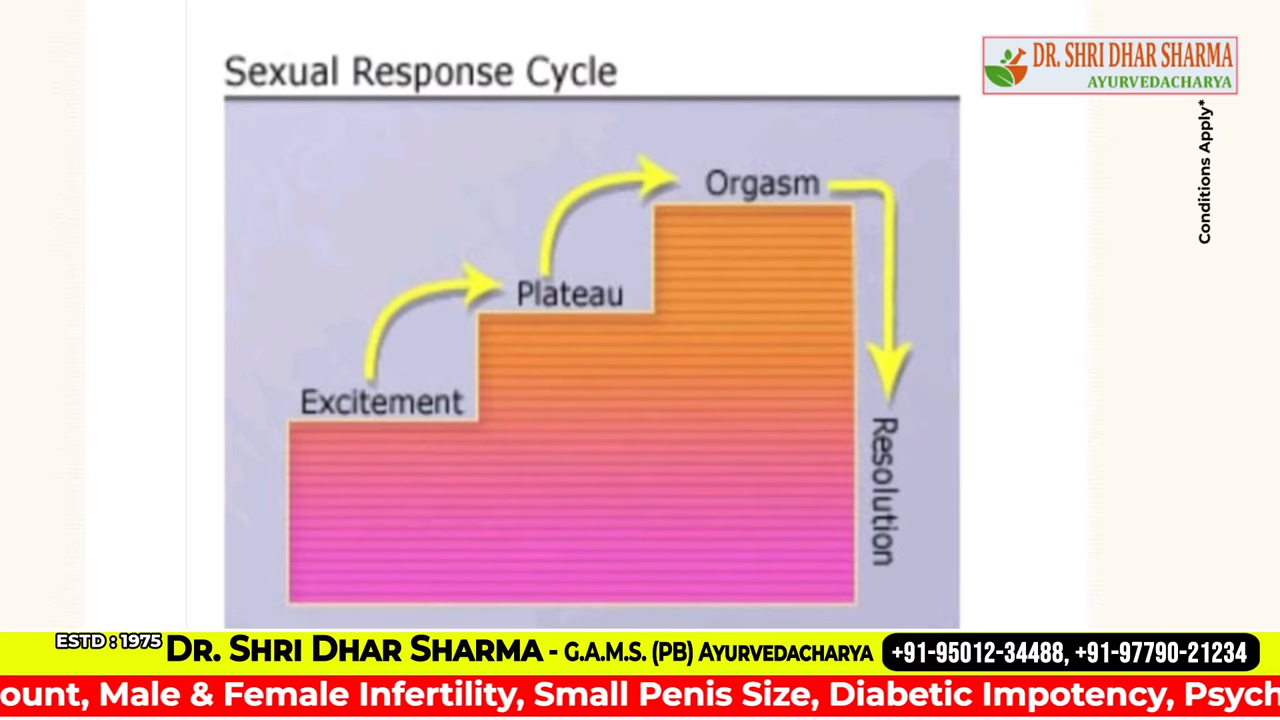 Sexual Response Cycle
DR. SHRI DHAR SHARMA
AYURVEDACHARYA
Conditions Apply*
Orgasm
Plateau
Excitement
Resolution
ESTD : 1975 DR. SHRI DHAR SHARMA - G.A.M.S. (PB) AYURVEDACHARYA +91-95012-34488, +91-97790-21234
ount, Male & Female Infertility, Small Penis Size, Diabetic Impotency, Psych